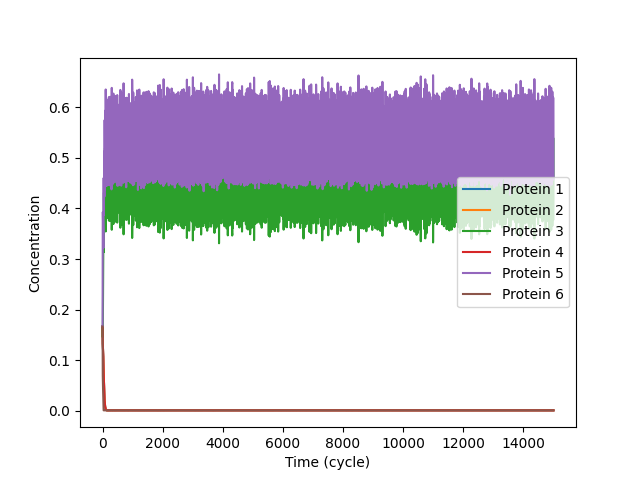 0.6
0.5
0.4
0.3
0.2
0.1
0.0
Concentration
0 2000 4000 6000 8000 10000 12000 14000
Time (cycle)
Protein 1
Protein 2
Protein 3
Protein 4
Protein 5
Protein 6